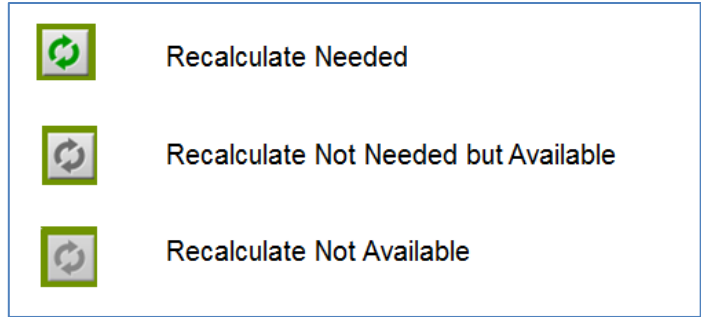 Recalculate Needed
Recalculate Not Needed but Available
Recalculate Not Available